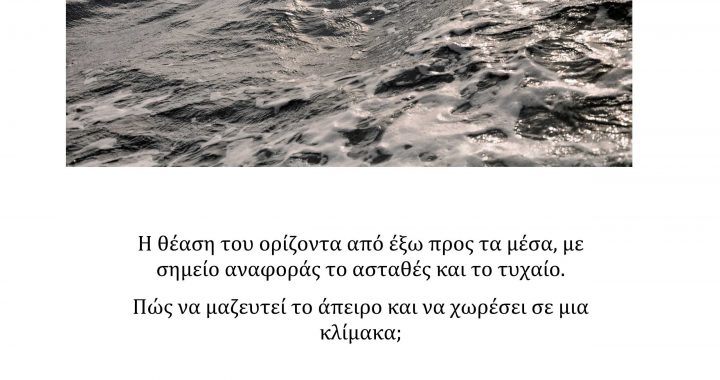 Η θέαση του ορίζοντα από έξω προς τα μέσα, με
σημείο αναφοράς το ασταθές και το τυχαίο.
Πώς να μαζευτεί το άπειρο και να χωρέσει σε μια
κλίμακα;